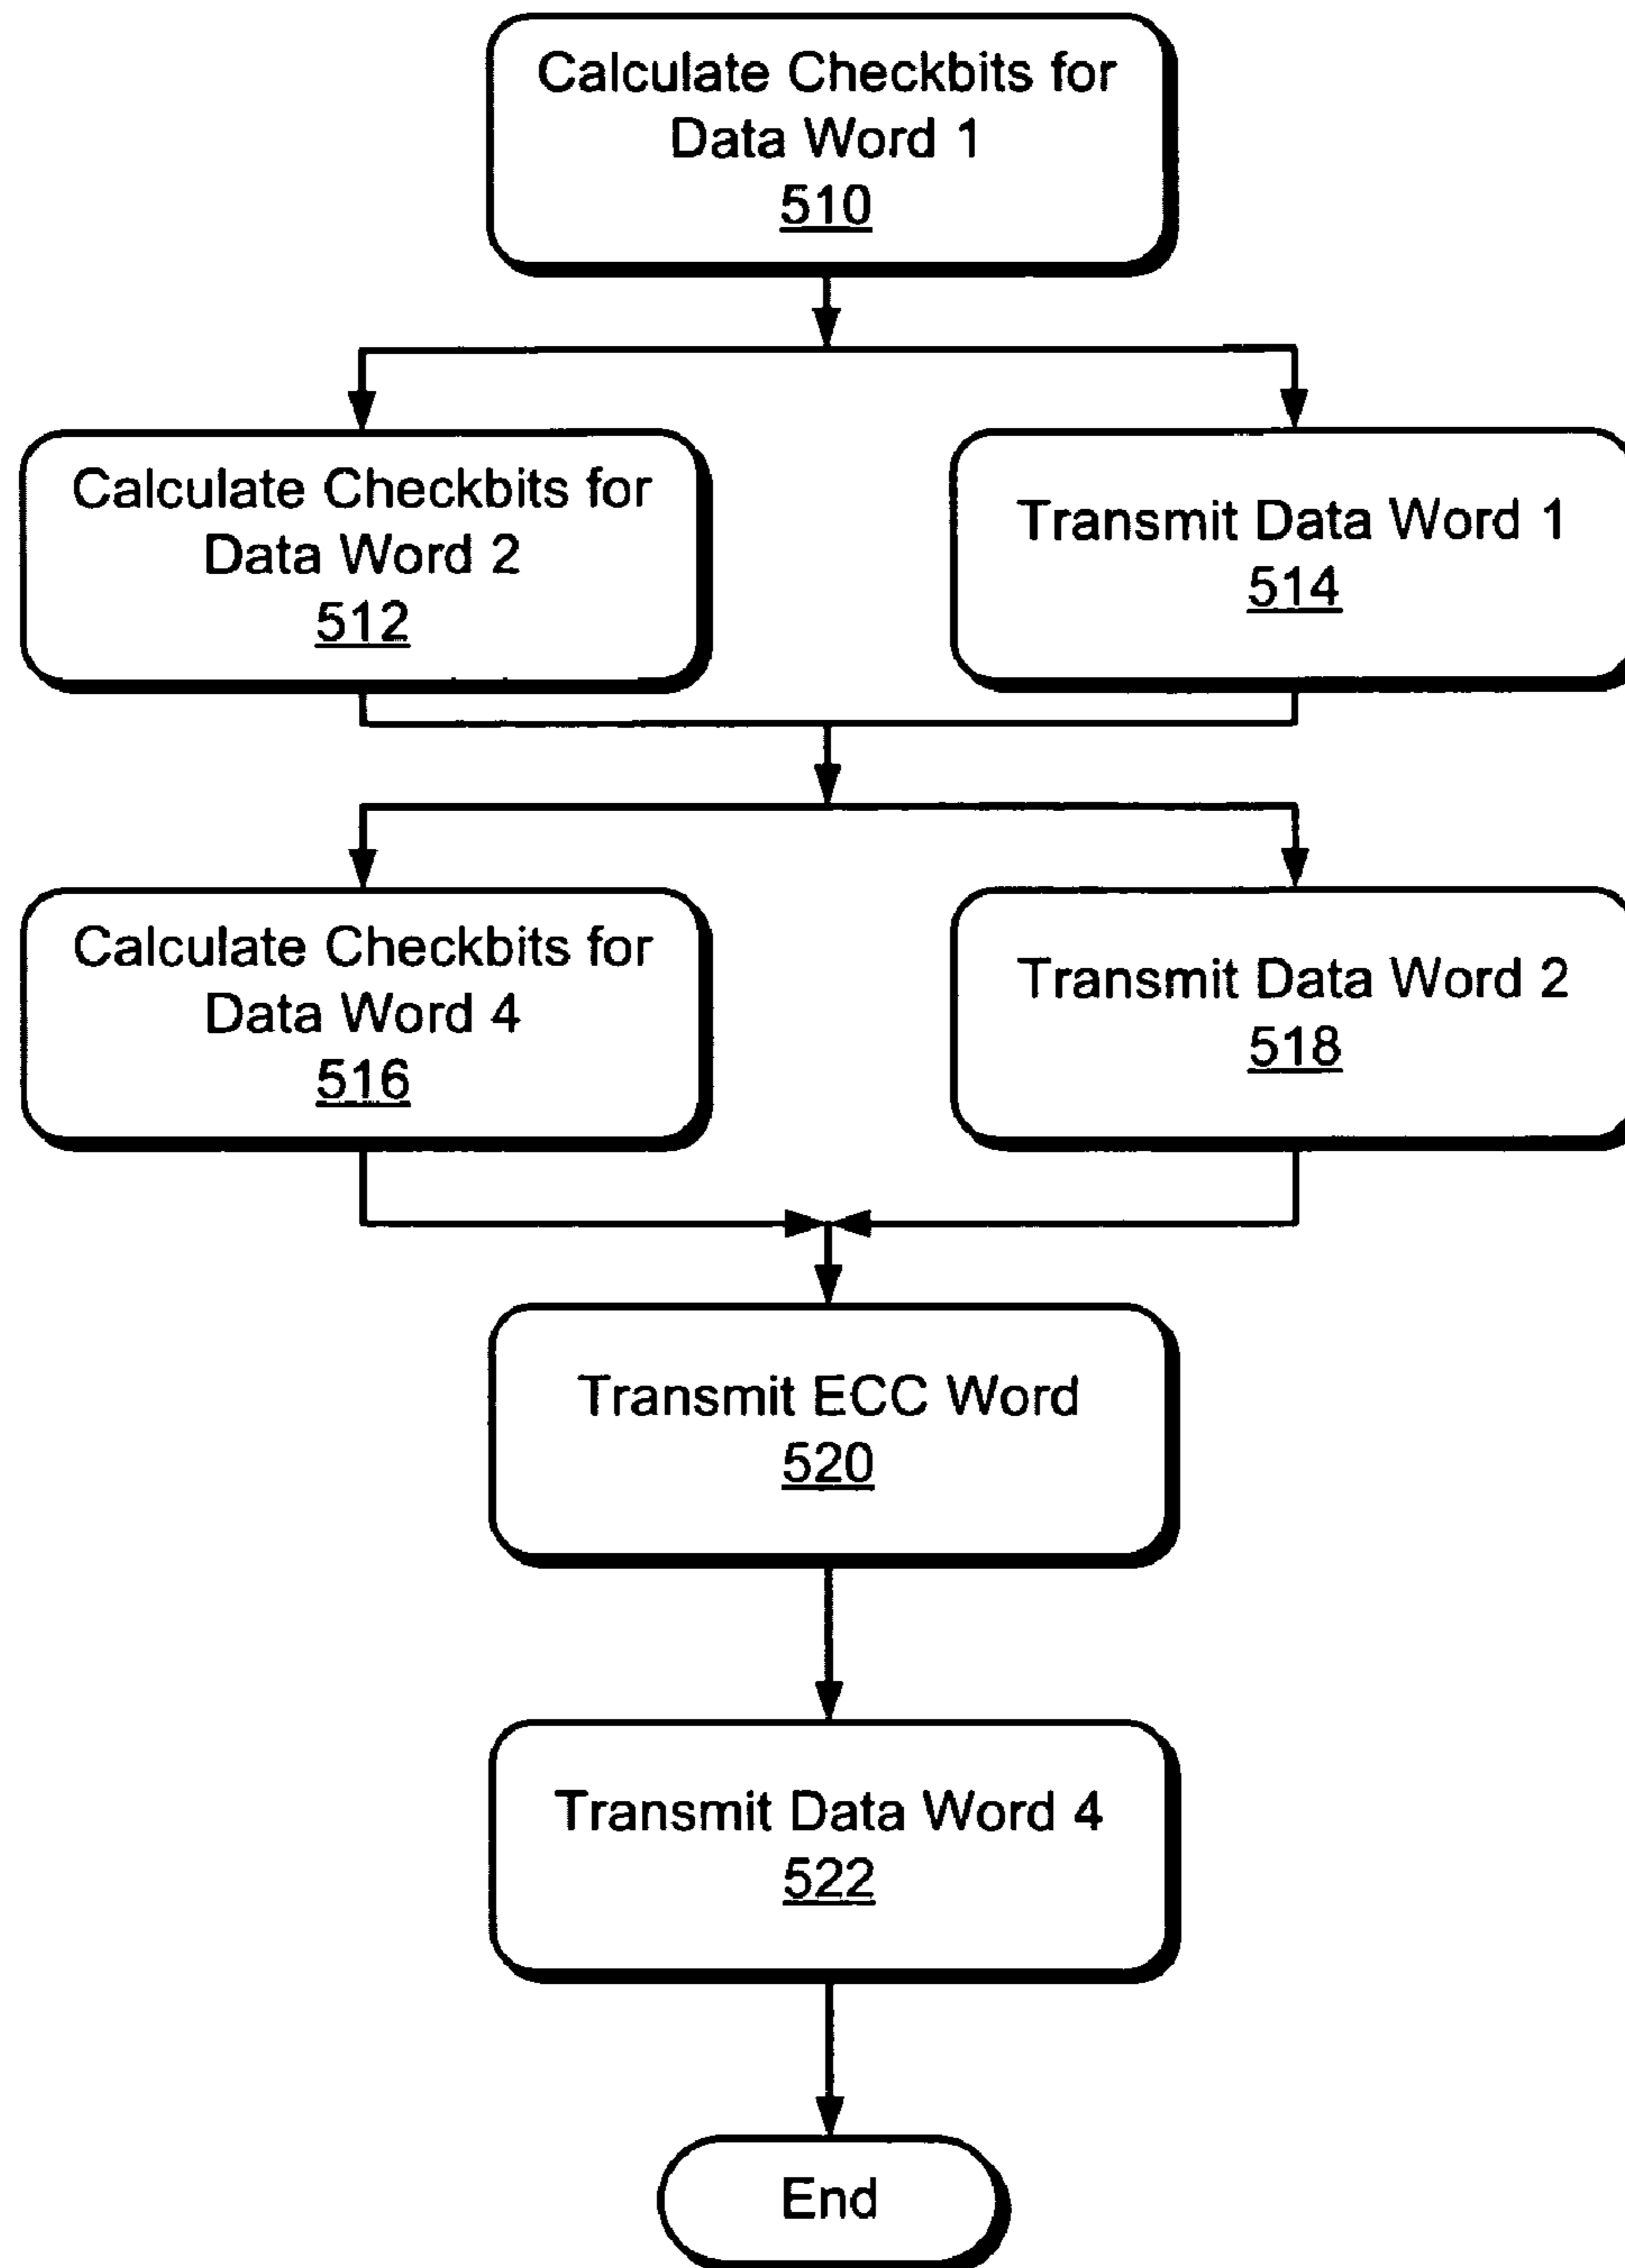 Calculate Checkbits for
Data Word 1
510
Calculate Checkbits for
Data Word 2
512
Transmit Data Word 1
514
Calculate Checkbits for
Data Word 4
516
Transmit Data Word 2
518
Transmit ECC Word
520
Transmit Data Word 4
522
End